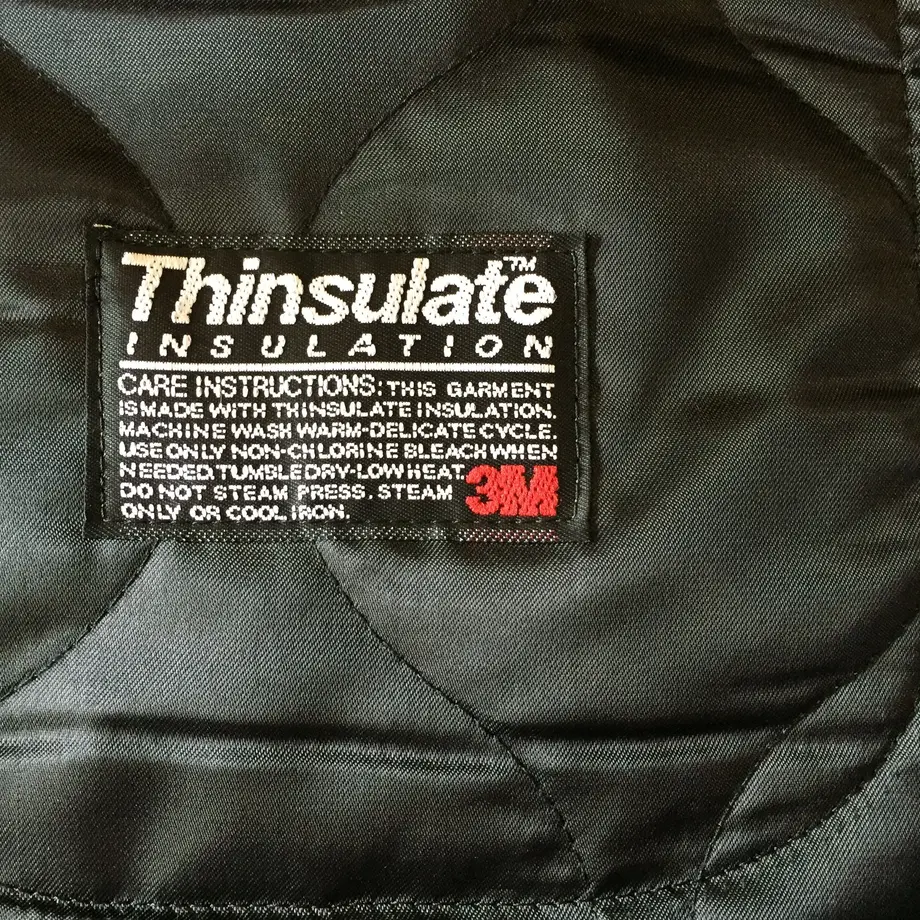 Thinsulate™
INSULATION
CARE INSTRUCTIONS: THIS GARMENT
IS MADE WITH THINSULATE INSULATION.
MACHINE WASH WARM-DELICATE CYCLE.
USE ONLY NON-CHLORINE BLEACH WHEN
NEEDED. TUMBLE DRY-LOW HEAT.
DO NOT STEAM PRESS. STEAM
ONLY OR COOL IRON.
3M